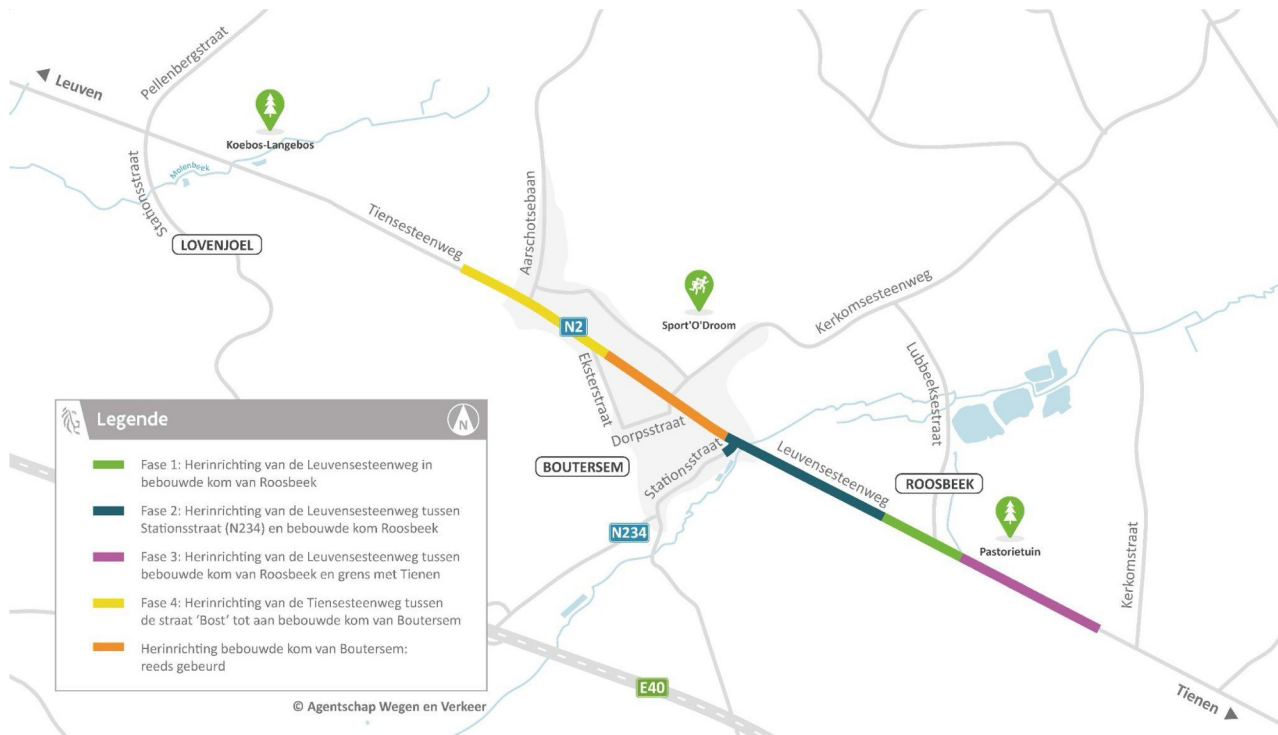 Leuven
Pellenbergstraat
Koebos-Langebos
Molenbeek
Stationsstraat
LOVENJOEL
Tiensesteenweg
Aarschotsebaan
N2
Sport'O'Droom
Kerkomsesteenweg
Lubbeeksestraat
Eksterstraat
Dorpsstraat
BOUTERSEM
Stationsstraat
Leuvensesteenweg
ROOSBEEK
Pastorietuin
N234
Kerkomstraat
E40
Tienen
Legende
N
Fase 1: Herinrichting van de Leuvensesteenweg in
bebouwde kom van Roosbeek
Fase 2: Herinrichting van de Leuvensesteenweg tussen
Stationsstraat (N234) en bebouwde kom Roosbeek
Fase 3: Herinrichting van de Leuvensesteenweg tussen
bebouwde kom van Roosbeek en grens met Tienen
Fase 4: Herinrichting van de Tiensesteenweg tussen
de straat ‘Bost’ tot aan bebouwde kom van Boutersem
Herinrichting bebouwde kom van Boutersem:
reeds gebeurd
© Agentschap Wegen en Verkeer